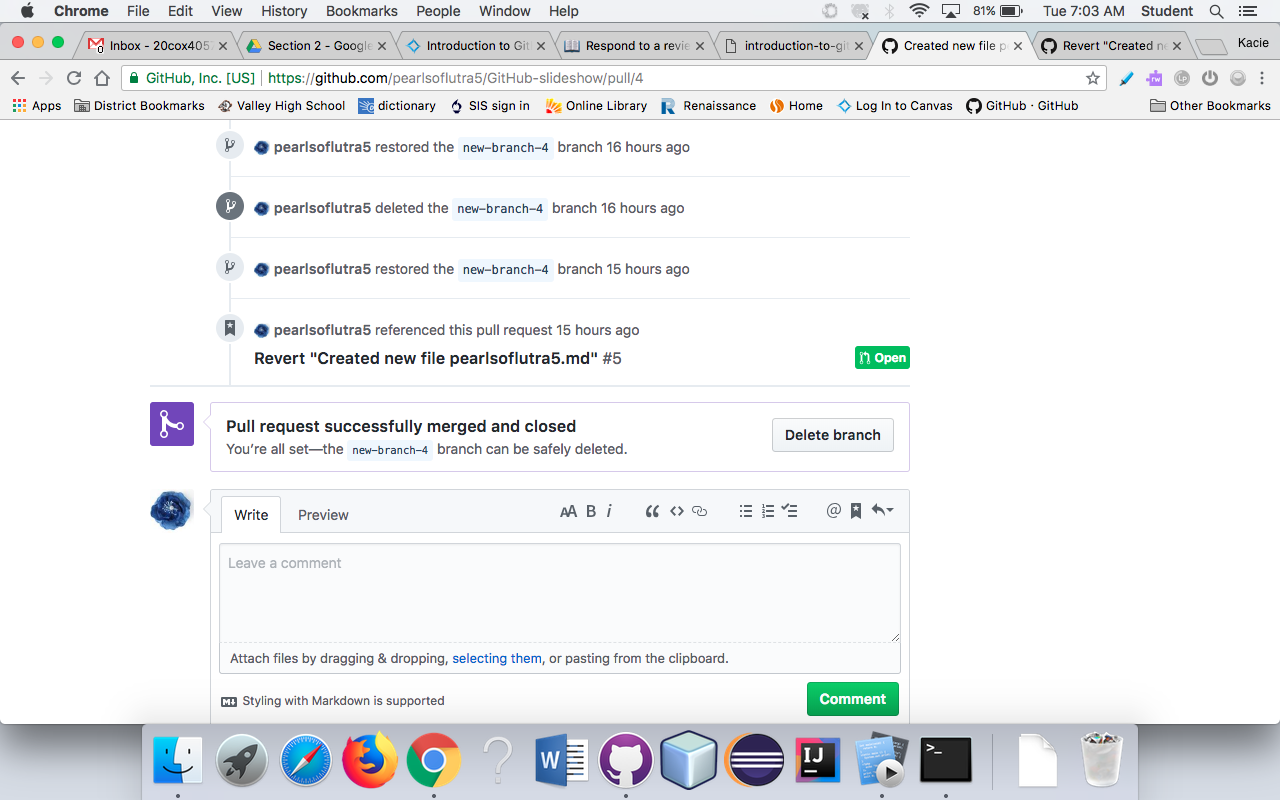 Chrome File Edit View History Bookmarks People Window Help 81% Tue 7:03 AM Student
Inbox - 20cox405 Section 2 - Google Introduction to Git Respond to a revie introduction-to-git Created new file p Revert "Created n Kacie
GitHub, Inc. [US] https://github.com/pearlsoflutra5/GitHub-slideshow/pull/4
Apps District Bookmarks Valley High School dictionary SIS sign in Online Library Renaissance Home Log In to Canvas GitHub · GitHub Other Bookmarks
pearlsoflutra5 restored the new-branch-4 branch 16 hours ago
pearlsoflutra5 deleted the new-branch-4 branch 16 hours ago
pearlsoflutra5 restored the new-branch-4 branch 15 hours ago
pearlsoflutra5 referenced this pull request 15 hours ago
Revert "Created new file pearlsoflutra5.md" #5 Open
Pull request successfully merged and closed
You're all set—the new-branch-4 branch can be safely deleted.
Delete branch
Write Preview
Leave a comment
Attach files by dragging & dropping, selecting them, or pasting from the clipboard.
Styling with Markdown is supported
Comment